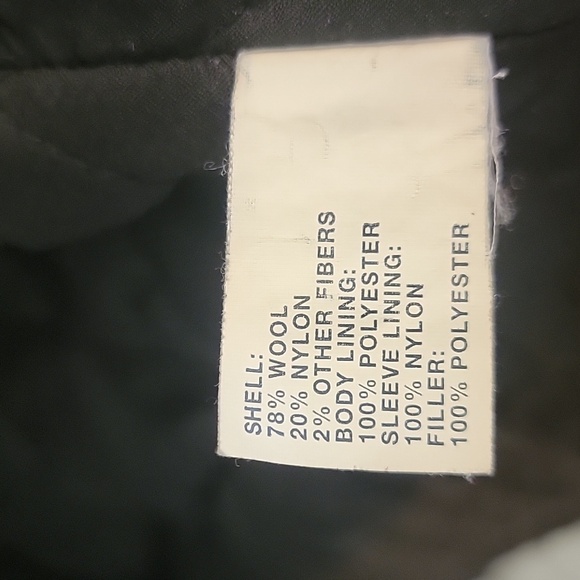 SHELL:
78% WOOL
20% NYLON
2% OTHER FIBERS
BODY LINING:
100% POLYESTER
SLEEVE LINING:
100% NYLON
FILLER:
100% POLYESTER